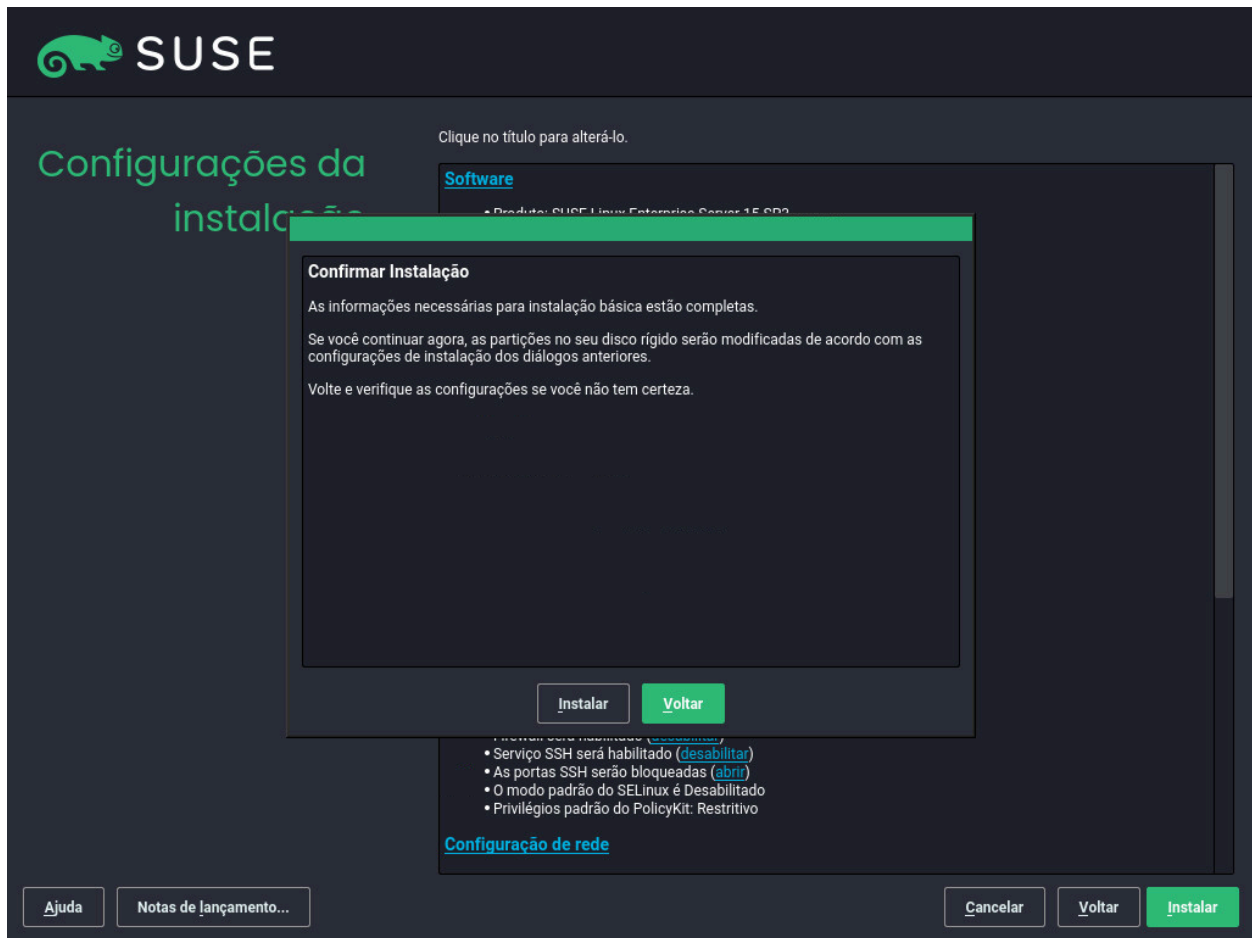 SUSE
Configurações da
instalação
Clique no título para alterá-lo.
Software
Confirmar Instalação
As informações necessárias para instalação básica estão completas.
Se você continuar agora, as partições no seu disco rígido serão modificadas de acordo com as
configurações de instalação dos diálogos anteriores.
Volte e verifique as configurações se você não tem certeza.
Instalar
Voltar
• Serviço SSH será habilitado (desabilitar)
• As portas SSH serão bloqueadas (abrir)
• O modo padrão do SELinux é Desabilitado
• Privilégios padrão do PolicyKit: Restritivo
Configuração de rede
Ajuda
Notas de lançamento...
Cancelar
Voltar
Instalar